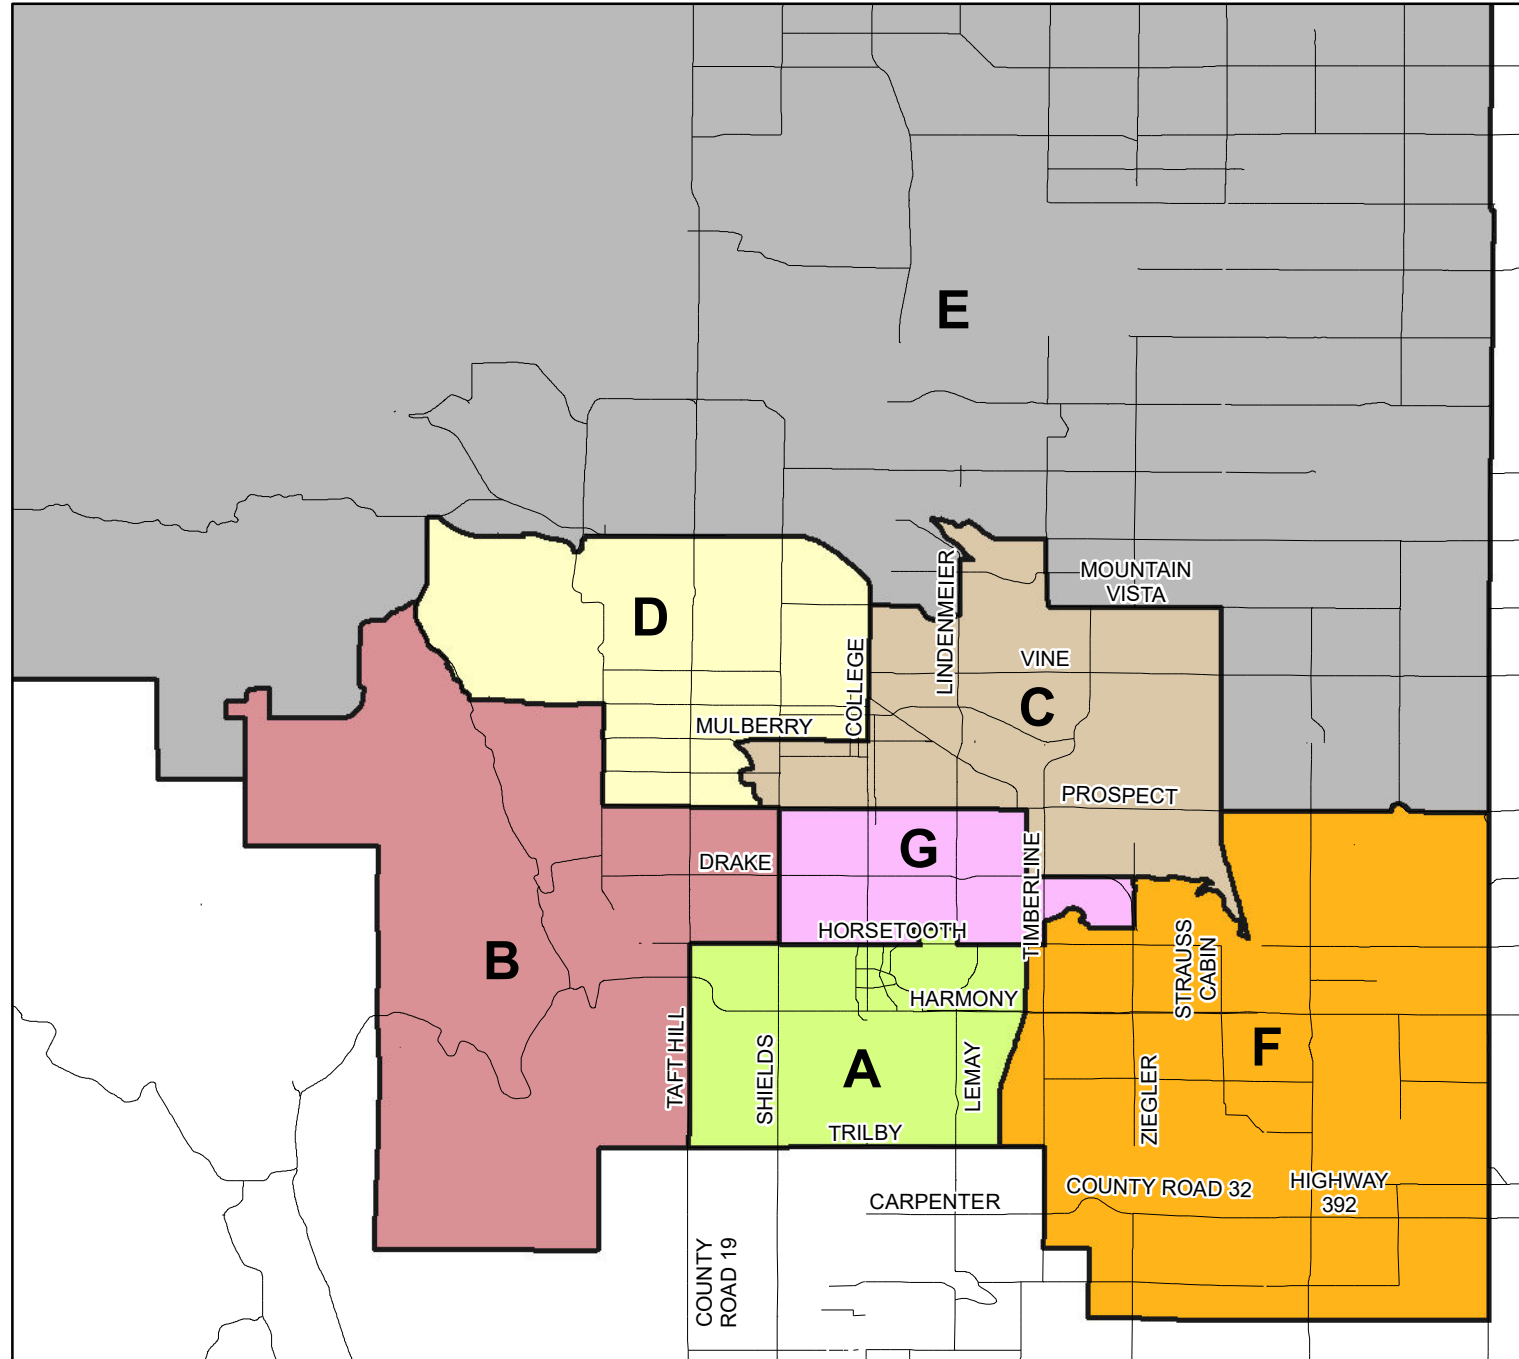 E
MOUNTAIN
VISTA
D
LINDENMEIER
COLLEGE
VINE
C
MULBERRY
PROSPECT
G
DRAKE
TIMBERLINE
HORSETOOTH
B
STRAUSS
CABIN
HARMONY
F
TAFT HILL
SHIELDS
A
LEMAY
ZIEGLER
TRILBY
COUNTY ROAD 32
HIGHWAY
392
CARPENTER
COUNTY
ROAD 19